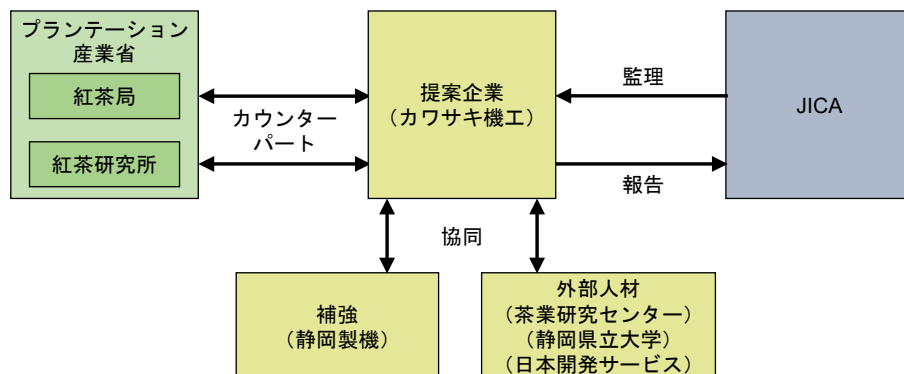 プランテーション
産業省
紅茶局
紅茶研究所
カウンター
パート
提案企業
（カワサキ機工）
監理
報告
JICA
協同
補強
（静岡製機）
外部人材
（茶業研究センター）
（静岡県立大学）
（日本開発サービス）